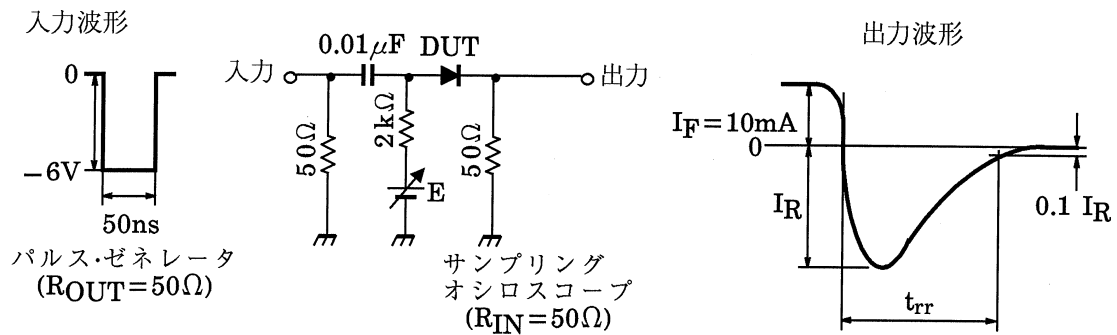 入力波形
0
−6V
50ns
パルス・ゼネレータ
(ROUT=50Ω)
0.01μF
DUT
入力
出力
50Ω
2kΩ
E
50Ω
サンプリング
オシロスコープ
(RIN=50Ω)
出力波形
IF=10mA
0
IR
0.1 IR
trr